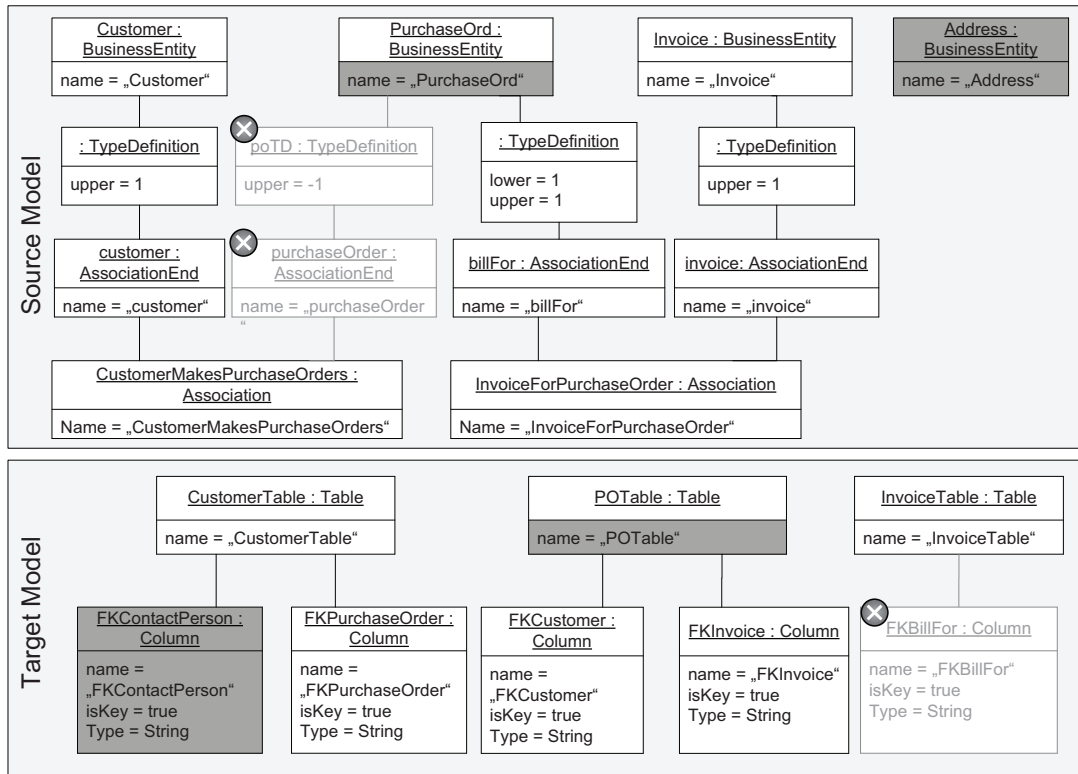 Source Model
Customer :
BusinessEntity
name = „Customer“
PurchaseOrd :
BusinessEntity
name = „PurchaseOrd“
Invoice : BusinessEntity
name = „Invoice“
Address :
BusinessEntity
name = „Address“
: TypeDefinition
upper = 1
poTD : TypeDefinition
upper = -1
: TypeDefinition
lower = 1
upper = 1
: TypeDefinition
upper = 1
customer :
AssociationEnd
name = „customer“
purchaseOrder :
AssociationEnd
name = „purchaseOrder
“
billFor : AssociationEnd
name = „billFor“
invoice: AssociationEnd
name = „invoice“
CustomerMakesPurchaseOrders :
Association
Name = „CustomerMakesPurchaseOrders“
InvoiceForPurchaseOrder : Association
Name = „InvoiceForPurchaseOrder“
Target Model
CustomerTable : Table
name = „CustomerTable“
POTable : Table
name = „POTable“
InvoiceTable : Table
name = „InvoiceTable“
FKContactPerson :
Column
name =
„FKContactPerson“
isKey = true
Type = String
FKPurchaseOrder :
Column
name =
„FKPurchaseOrder“
isKey = true
Type = String
FKCustomer :
Column
name =
„FKCustomer“
isKey = true
Type = String
FKInvoice : Column
name = „FKInvoice“
isKey = true
Type = String
FKBillFor : Column
name = „FKBillFor“
isKey = true
Type = String